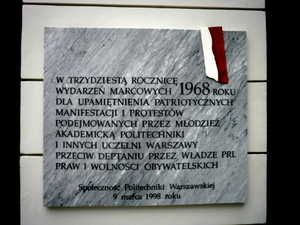 W TRZYDZIESTĄ ROCZNICĘ
WYDARZEŃ MARCOWYCH 1968 ROKU
DLA UPAMIĘTNIENIA PATRIOTYCZNYCH
MANIFESTACJI I PROTESTÓW
PODEJMOWANYCH PRZEZ MŁODZIEŻ
AKADEMICKĄ POLITECHNIKI
I INNYCH UCZELNI WARSZAWY
PRZECIW DEPTANIU PRZEZ WŁADZE PRL
PRAW I WOLNOŚCI OBYWATELSKICH
Społeczność Politechniki Warszawskiej
9 marca 1998 roku